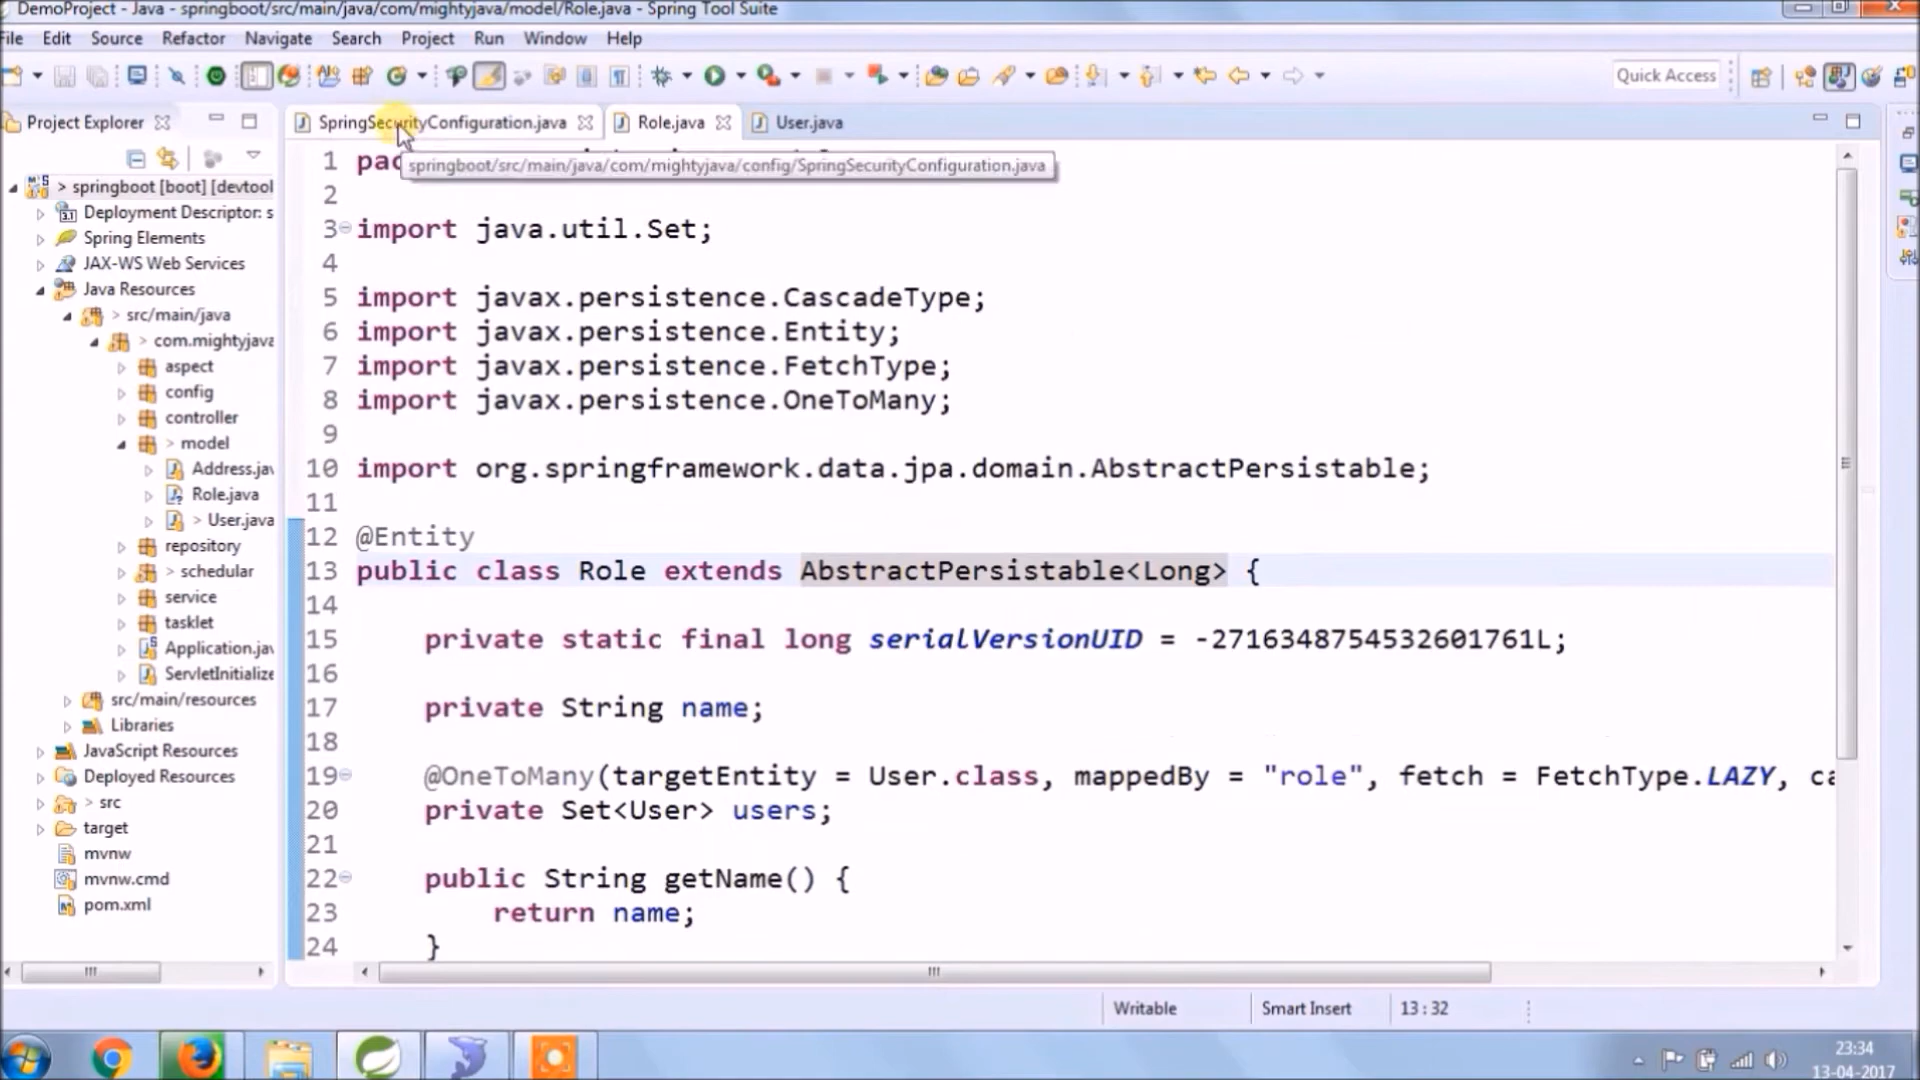 DemoProject - Java - springboot/src/main/java/com/mightyjava/model/Role.java - Spring Tool Suite
File Edit Source Refactor Navigate Search Project Run Window Help
Quick Access
Project Explorer
SpringSecurityConfiguration.java
Role.java
User.java
springboot/src/main/java/com/mightyjava/config/SpringSecurityConfiguration.java
> springboot [boot] [devtool
Deployment Descriptor: s
Spring Elements
JAX-WS Web Services
Java Resources
> src/main/java
> com.mightyjava
aspect
config
controller
> model
Address.jav
Role.java
> User.java
repository
> schedular
service
tasklet
Application.jav
ServletInitialize
src/main/resources
Libraries
JavaScript Resources
Deployed Resources
> src
target
mvnw
mvnw.cmd
pom.xml
1 pac
2
3 import java.util.Set;
4
5 import javax.persistence.CascadeType;
6 import javax.persistence.Entity;
7 import javax.persistence.FetchType;
8 import javax.persistence.OneToMany;
9
10 import org.springframework.data.jpa.domain.AbstractPersistable;
11
12 @Entity
13 public class Role extends AbstractPersistable<Long> {
14
15 private static final long serialVersionUID = -2716348754532601761L;
16
17 private String name;
18
19 @OneToMany(targetEntity = User.class, mappedBy = "role", fetch = FetchType.LAZY, ca
20 private Set<User> users;
21
22 public String getName() {
23 return name;
24 }
Writable
Smart Insert
13 : 32
23:34
13-04-2017